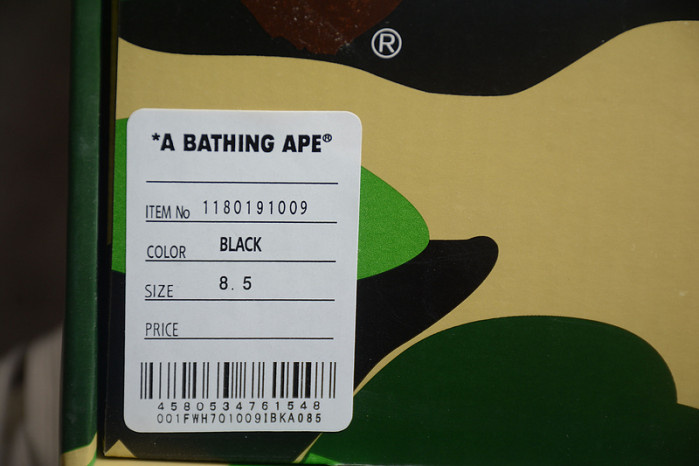 ®
*A BATHING APE®
ITEM No 1180191009
COLOR BLACK
SIZE 8.5
PRICE
4580534761548
001FWH701009IBKA085